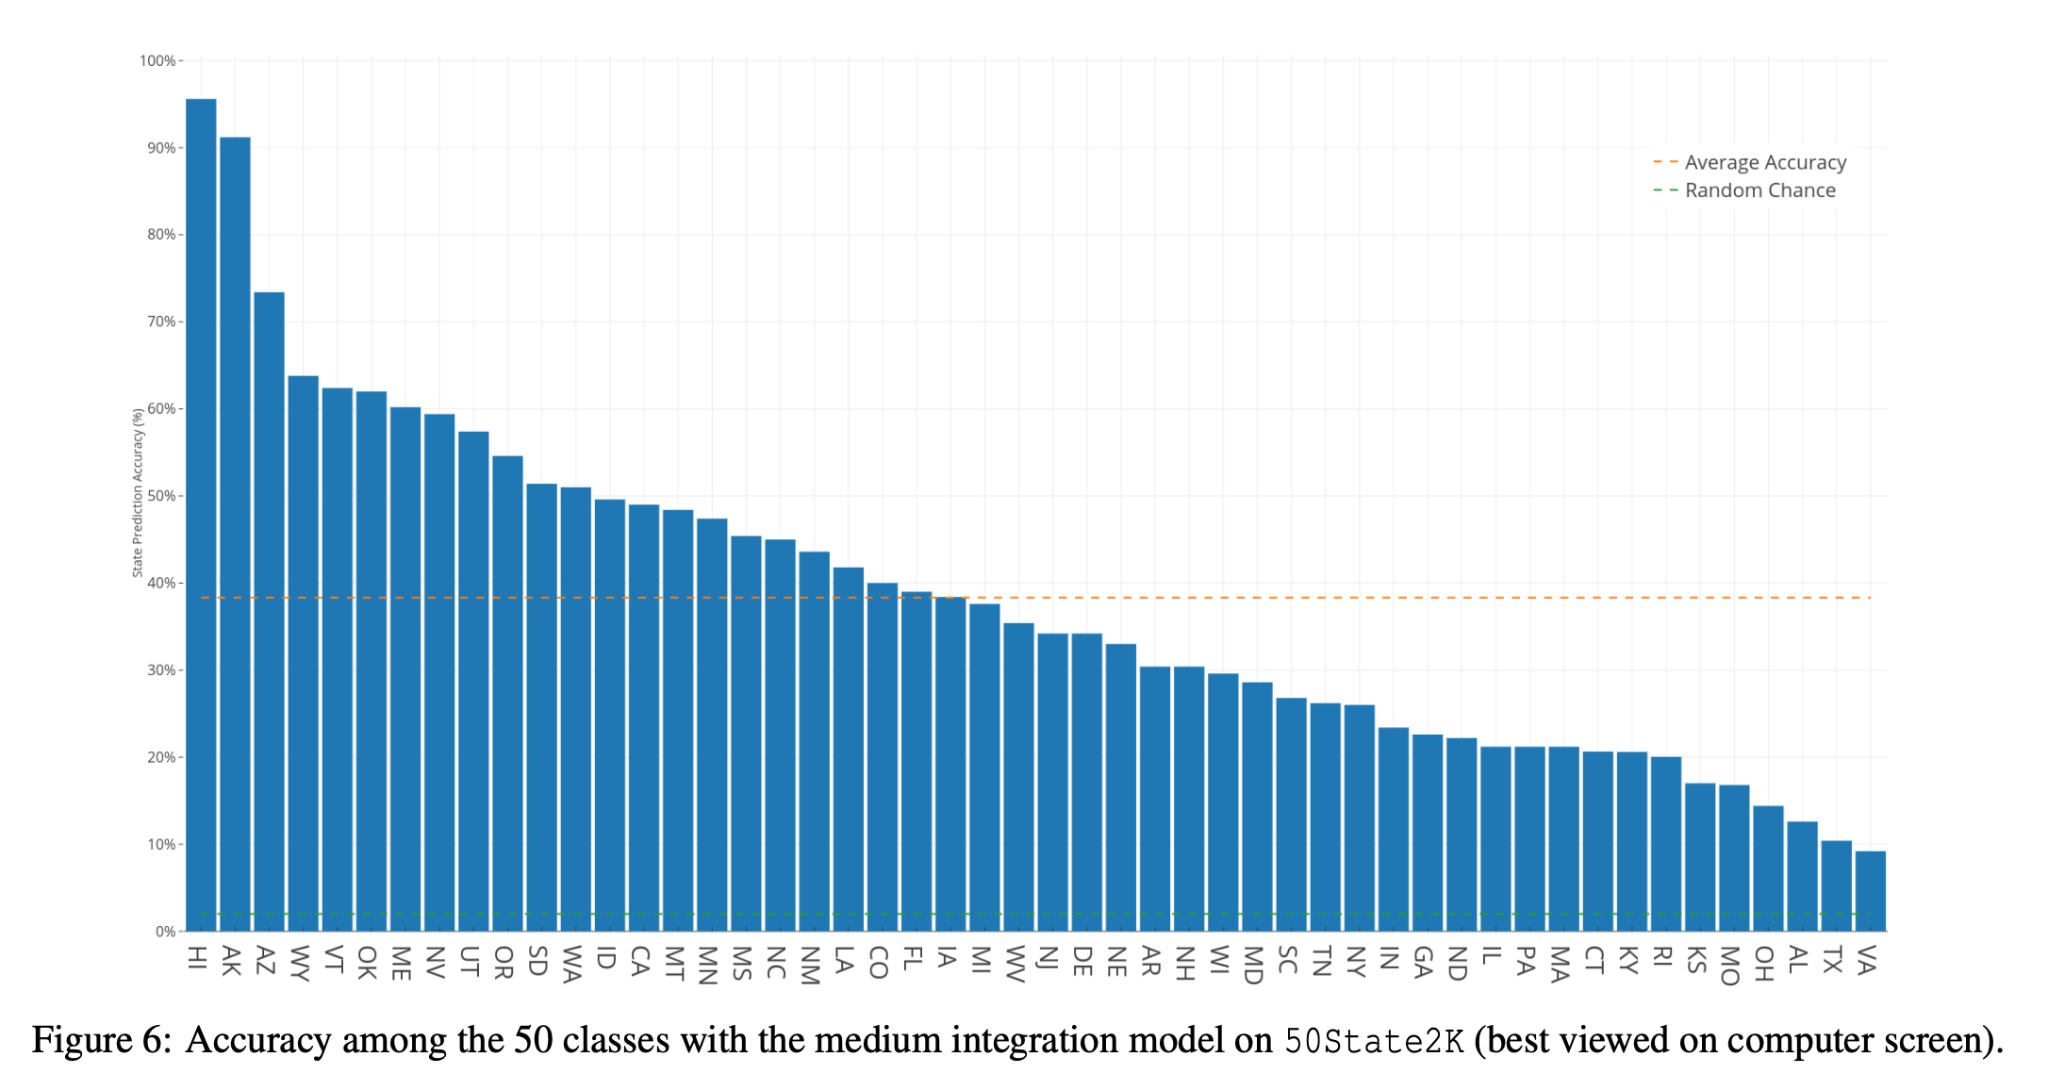 100%
90%
80%
70%
60%
50%
40%
30%
20%
10%
0%
State Prediction Accuracy (%)
Average Accuracy
Random Chance
HI AK AZ WY VT OK ME NV UT OR SD WA ID CA MT MN MS NC NM LA CO FL IA MI WV NJ DE NE AR NH WI MD SC TN NY IN GA ND IL PA MA CT KY RI KS MO OH AL TX VA
Figure 6: Accuracy among the 50 classes with the medium integration model on 50State2K (best viewed on computer screen).